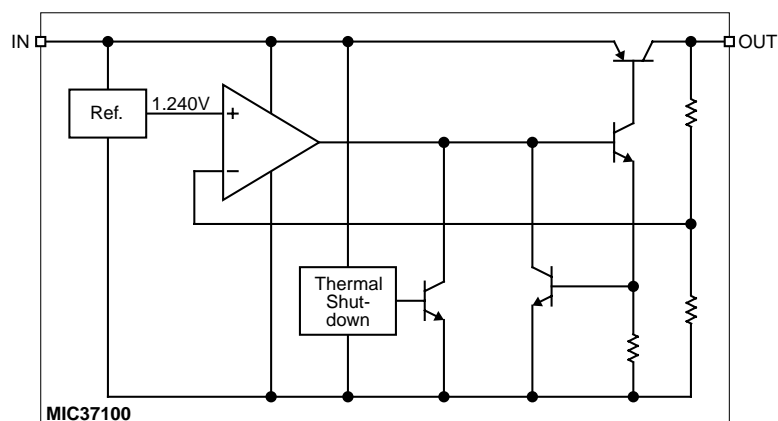 IN
OUT
Ref.
1.240V
+
−
Thermal
Shut-
down
MIC37100